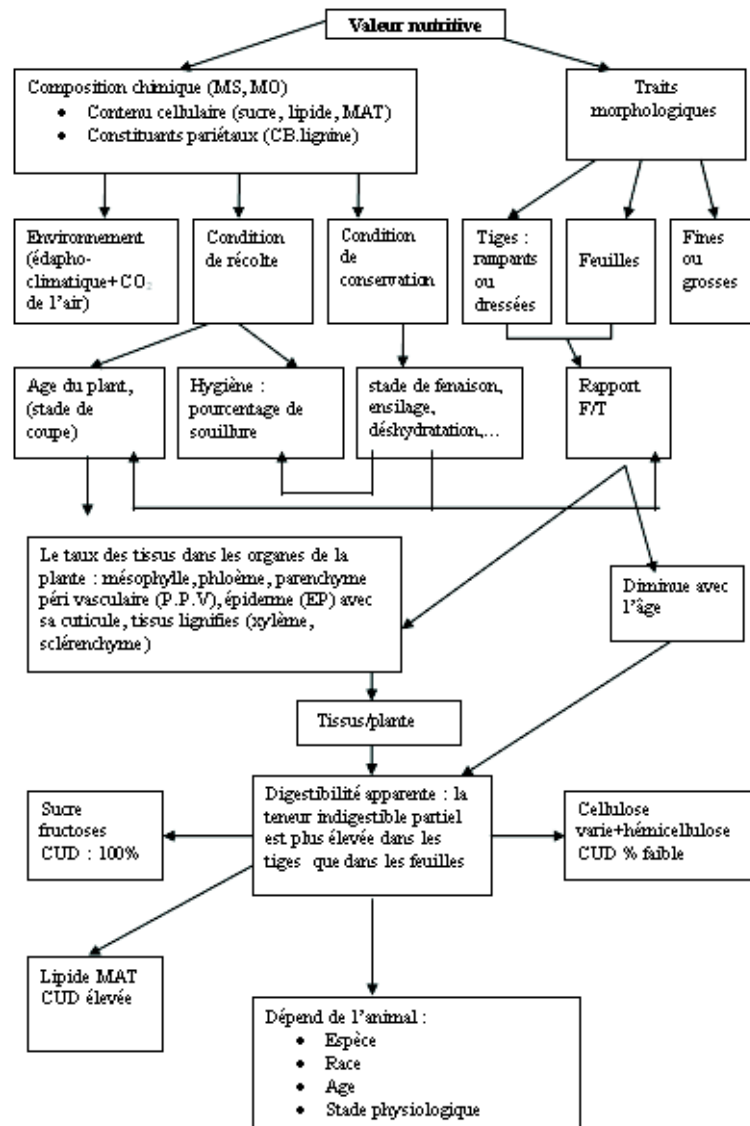 Valeur nutritive
Composition chimique (MS, MO)
• Contenu cellulaire (sucre, lipide, MAT)
• Constituants pariétaux (CB.lignine)
Traits
morphologiques
Environnement
(édapho-
climatique+ CO₂
de l'air)
Condition
de récolte
Condition
de
conservation
Tiges :
rampants
ou
dressées
Feuilles
Fines
ou
grosses
Age du plant,
(stade de
coupe)
Hygiène :
pourcentage de
souillure
stade de fenaison,
ensilage,
déshydratation,…
Rapport
F/T
Le taux des tissus dans les organes de la
plante : mésophylle, phloème, parenchyme
péri vasculaire (P.P.V), épiderme (EP) avec
sa cuticule, tissus lignifies (xylème,
sclérenchyme)
Diminue avec
l'âge
Tissus/plante
Sucre
fructoses
CUD : 100%
Digestibilité apparente : la
teneur indigestible partiel
est plus élevée dans les
tiges que dans les feuilles
Cellulose
varie+hémicellulose
CUD % faible
Lipide MAT
CUD élevée
Dépend de l'animal :
• Espèce
• Race
• Age
• Stade physiologique